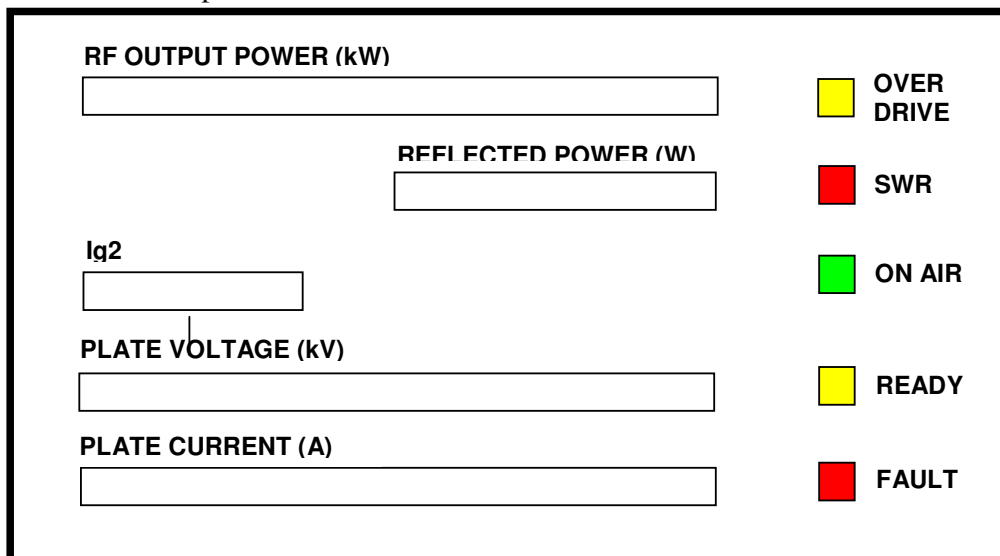 RF OUTPUT POWER (kW)
OVER
DRIVE
REFLECTED POWER (W)
SWR
Ig2
ON AIR
PLATE VOLTAGE (kV)
READY
PLATE CURRENT (A)
FAULT